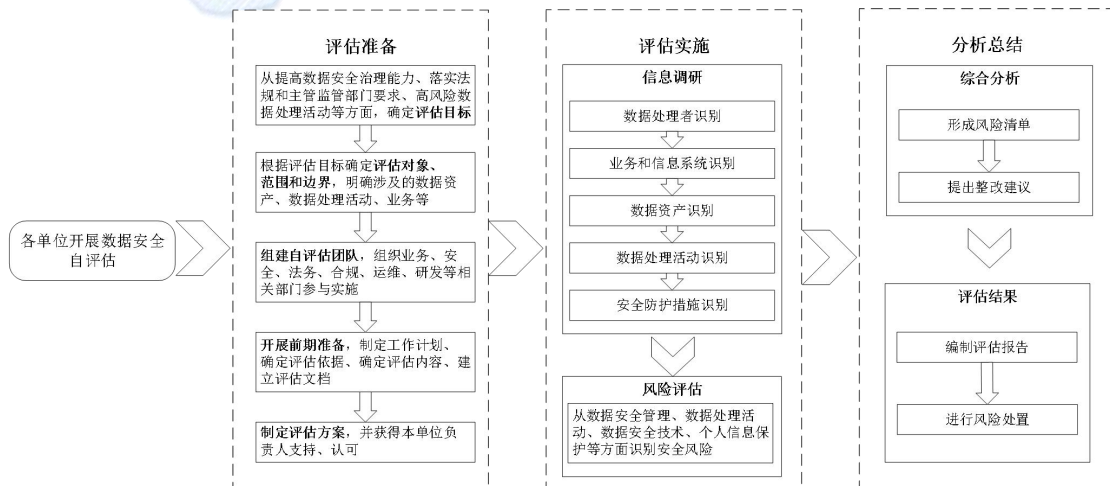 各单位开展数据安全
自评估
评估准备
从提高数据安全治理能力、落实法
规和主管监管部门要求、高风险数
据处理活动等方面，确定评估目标
根据评估目标确定评估对象、
范围和边界，明确涉及的数据资
产、数据处理活动、业务等
组建自评估团队，组织业务、安
全、法务、合规、运维、研发等相
关部门参与实施
开展前期准备，制定工作计划、
确定评估依据、确定评估内容、建
立评估文档
制定评估方案，并获得本单位负
责人支持、认可
评估实施
信息调研
数据处理者识别
业务和信息系统识别
数据资产识别
数据处理活动识别
安全防护措施识别
风险评估
从数据安全管理、数据处理活
动、数据安全技术、个人信息保
护等方面识别安全风险
分析总结
综合分析
形成风险清单
提出整改建议
评估结果
编制评估报告
进行风险处置